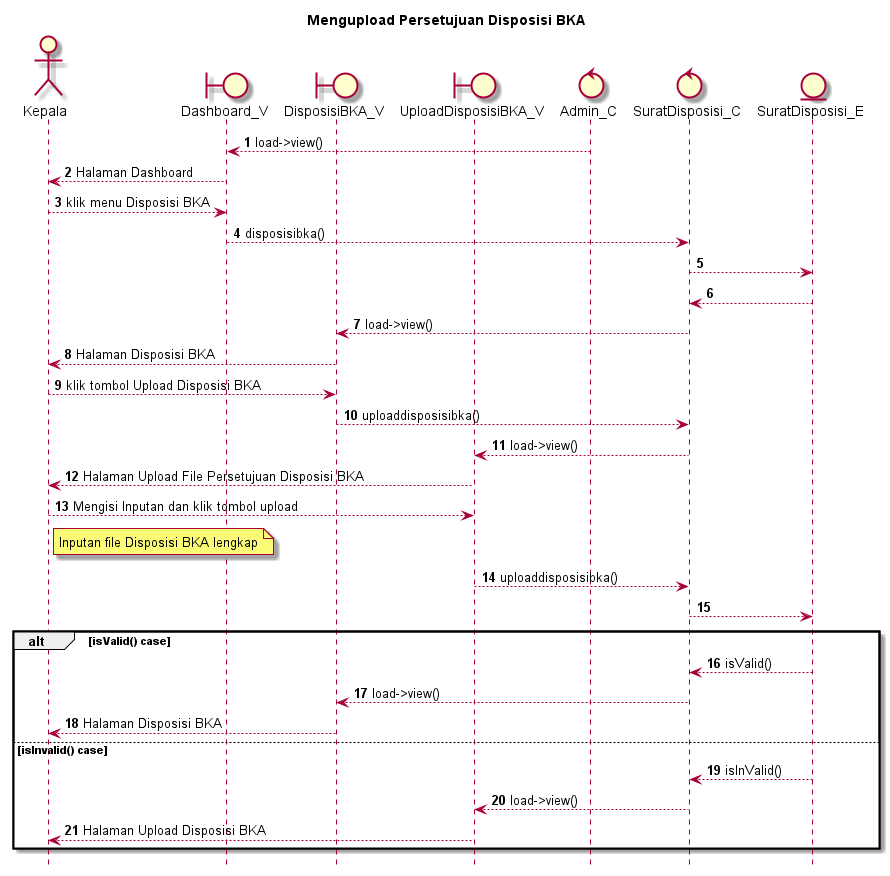 Mengupload Persetujuan Disposisi BKA
Kepala
Dashboard_V
DisposisiBKA_V
UploadDisposisiBKA_V
Admin_C
SuratDisposisi_C
SuratDisposisi_E
1 load->view()
2 Halaman Dashboard
3 klik menu Disposisi BKA
4 disposisibka()
5
6
7 load->view()
8 Halaman Disposisi BKA
9 klik tombol Upload Disposisi BKA
10 uploaddisposisibka()
11 load->view()
12 Halaman Upload File Persetujuan Disposisi BKA
13 Mengisi Inputan dan klik tombol upload
Inputan file Disposisi BKA lengkap
14 uploaddisposisibka()
15
alt [isValid() case]
16 isValid()
17 load->view()
18 Halaman Disposisi BKA
[isInvalid() case]
19 isInValid()
20 load->view()
21 Halaman Upload Disposisi BKA